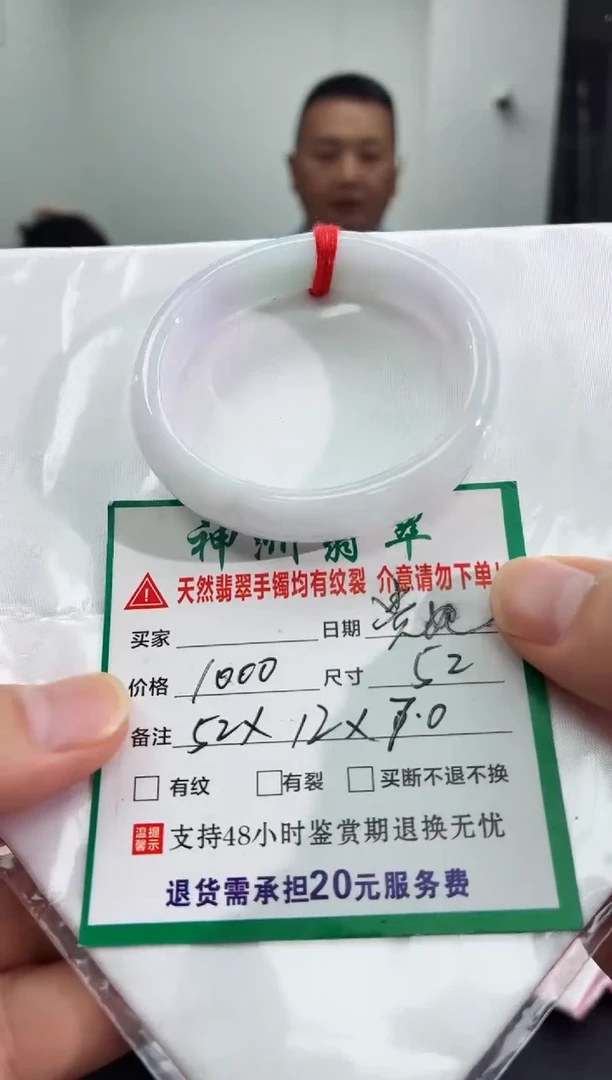 神洲翡翠
天然翡翠手镯均有纹裂 介意请勿下单!
买家 日期 贵妃
价格 1000 尺寸 52
备注 52X12X7.0
有纹 有裂 买断不退不换
温馨提示 支持48小时鉴赏期退换无忧
退货需承担20元服务费